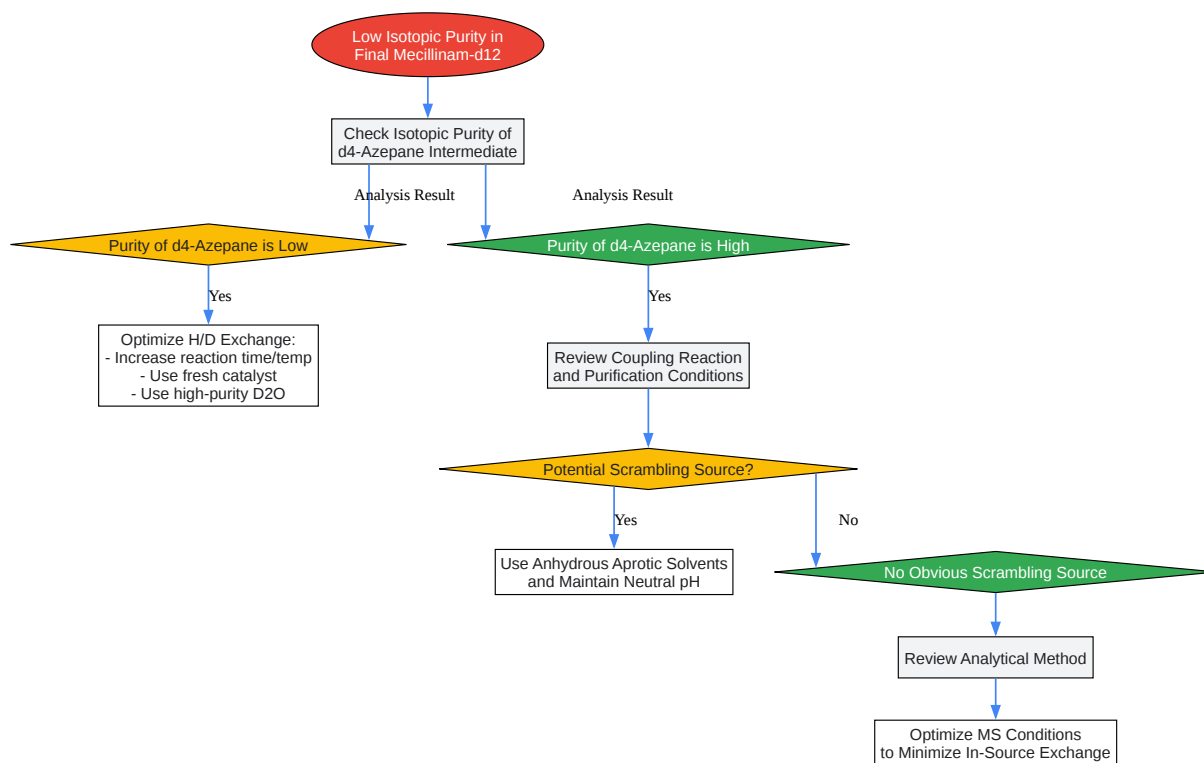 Low Isotopic Purity in
Final Mecillinam-d12
Check Isotopic Purity of
d4-Azepane Intermediate
Analysis Result
Analysis Result
Purity of d4-Azepane is Low
Purity of d4-Azepane is High
Yes
Yes
Optimize H/D Exchange:
- Increase reaction time/temp
- Use fresh catalyst
- Use high-purity D2O
Review Coupling Reaction
and Purification Conditions
Potential Scrambling Source?
Yes
No
Use Anhydrous Aprotic Solvents
and Maintain Neutral pH
No Obvious Scrambling Source
Review Analytical Method
Optimize MS Conditions
to Minimize In-Source Exchange